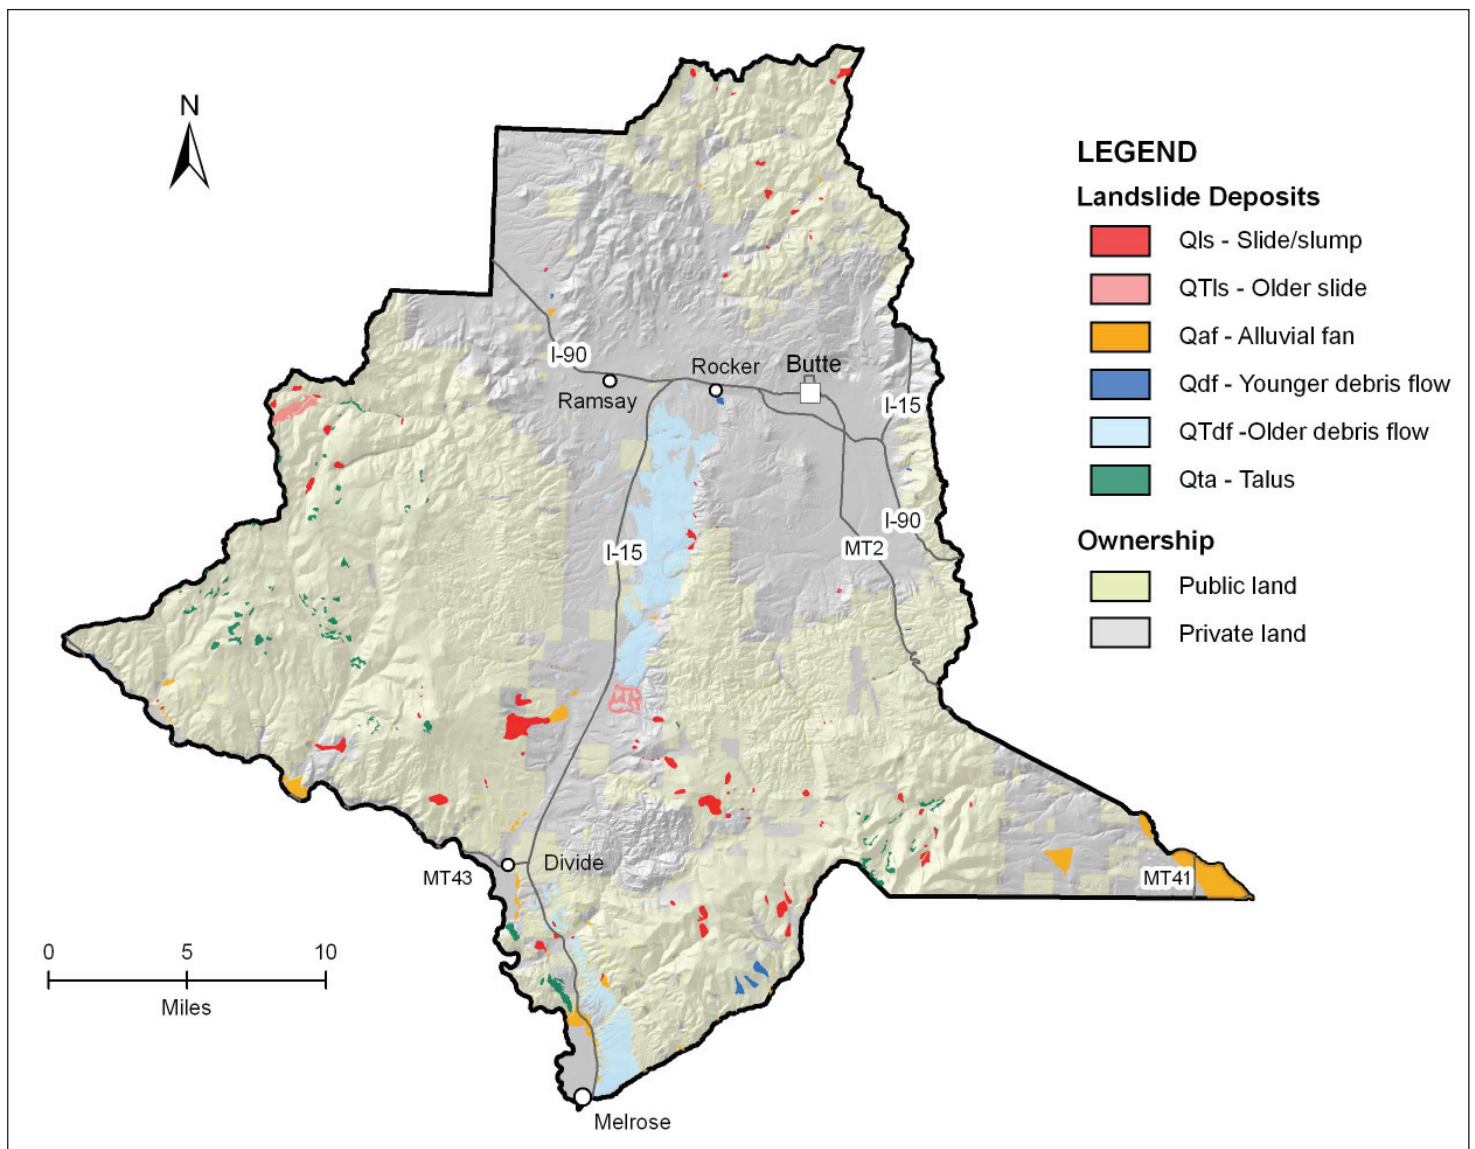 N
LEGEND
Landslide Deposits
Qls - Slide/slump
QTls - Older slide
Qaf - Alluvial fan
Qdf - Younger debris flow
QTdf -Older debris flow
Qta - Talus
Ownership
Public land
Private land
I-90
Rocker
Butte
Ramsay
I-15
I-90
I-15
MT2
Divide
MT43
MT41
0 5 10
Miles
Melrose